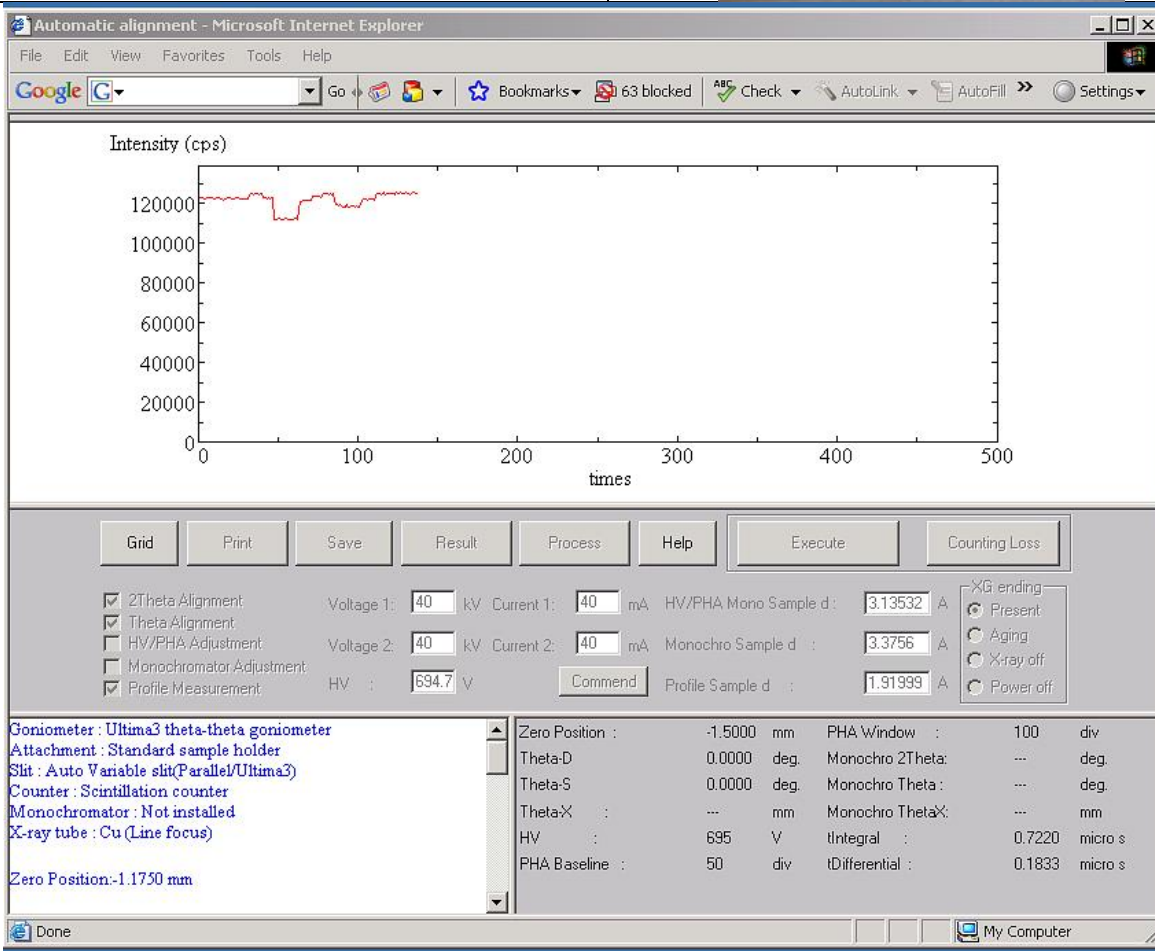 Automatic alignment - Microsoft Internet Explorer
File Edit View Favorites Tools Help
Google G Go Bookmarks 63 blocked ABC Check AutoLink AutoFill » Settings
Intensity (cps)
120000
100000
80000
60000
40000
20000
0
0 100 200 300 400 500
times
Grid Print Save Result Process Help Execute Counting Loss
2Theta Alignment
Theta Alignment
HV/PHA Adjustment
Monochromator Adjustment
Profile Measurement
Voltage 1: 40 kV Current 1: 40 mA HV/PHA Mono Sample d : 3.13532 A
Voltage 2: 40 kV Current 2: 40 mA Monochro Sample d : 3.3756 A
HV : 694.7 V Commend Profile Sample d : 1.91999 A
XG ending
Present
Aging
X-ray off
Power off
Goniometer : Ultima3 theta-theta goniometer
Attachment : Standard sample holder
Slit : Auto Variable slit(Parallel/Ultima3)
Counter : Scintillation counter
Monochromator : Not installed
X-ray tube : Cu (Line focus)
Zero Position:-1.1750 mm
Zero Position : -1.5000 mm PHA Window : 100 div
Theta-D 0.0000 deg. Monochro 2Theta: --- deg.
Theta-S 0.0000 deg. Monochro Theta : --- deg.
Theta-X : --- mm Monochro ThetaX: --- mm
HV : 695 V tIntegral : 0.7220 micro s
PHA Baseline : 50 div tDifferential : 0.1833 micro s
Done My Computer